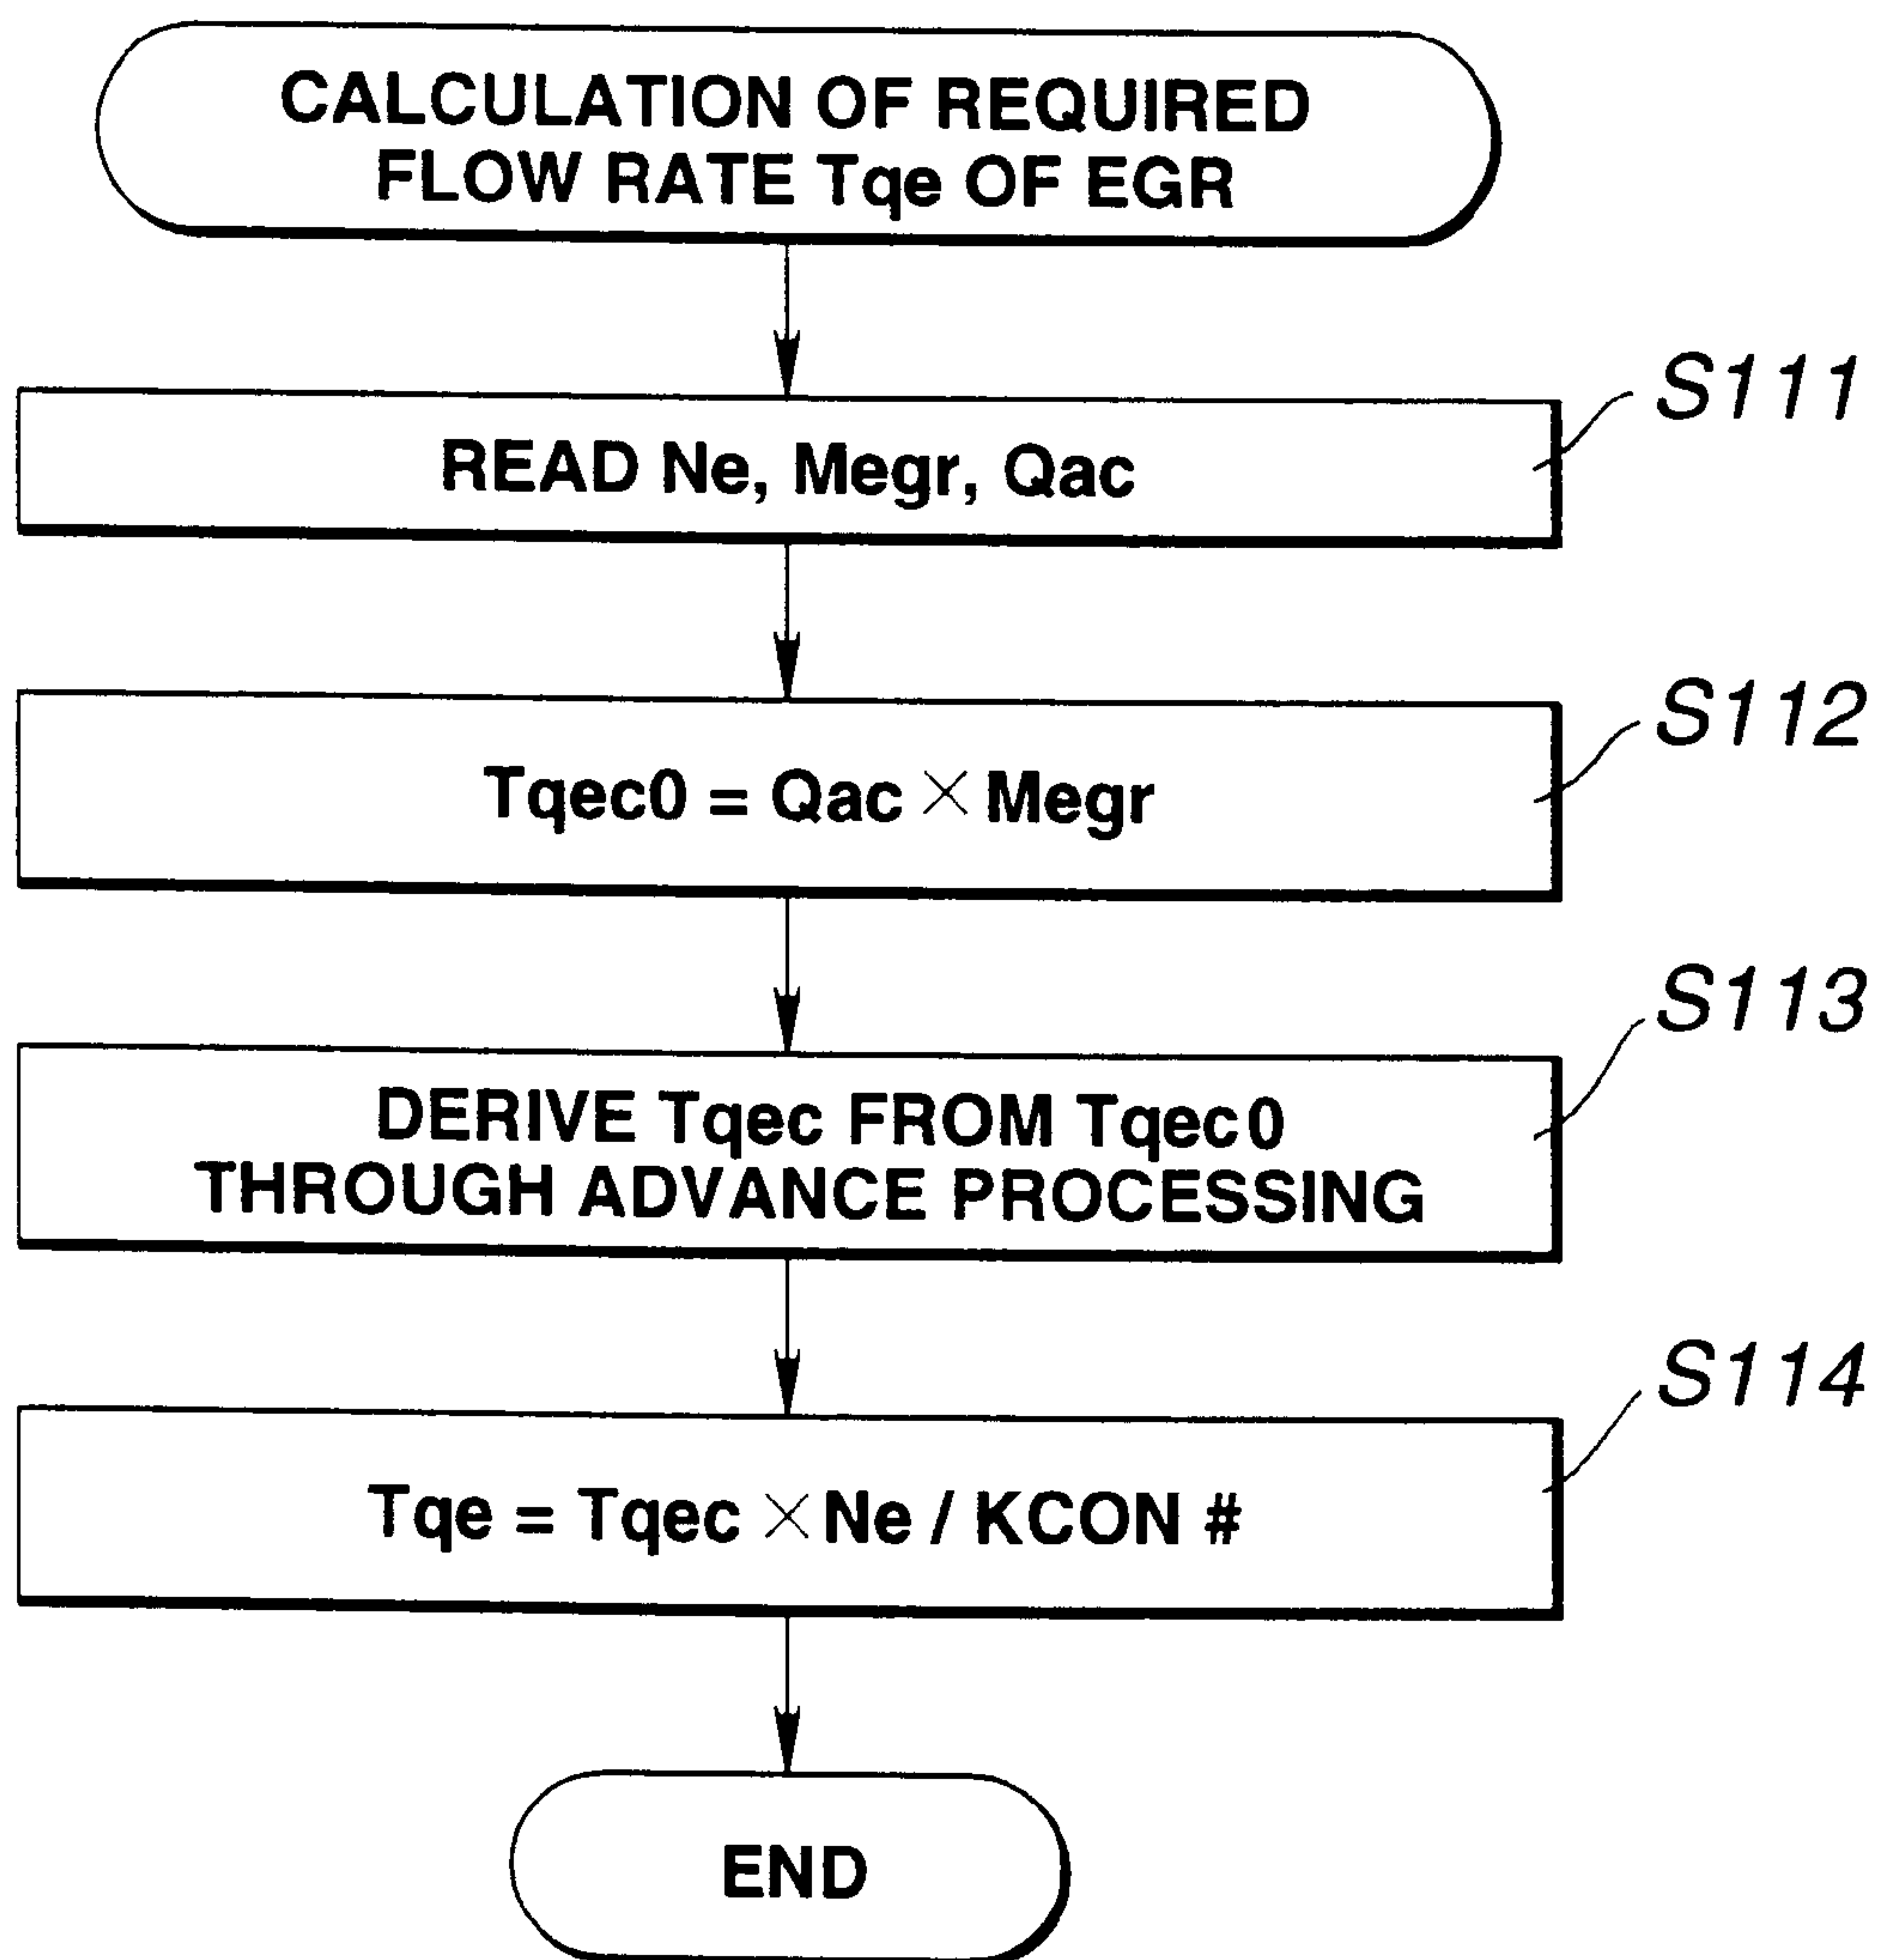 CALCULATION OF REQUIRED
FLOW RATE Tqe OF EGR
S111
READ Ne, Megr, Qac
S112
Tqec0 = Qac × Megr
S113
DERIVE Tqec FROM Tqec0
THROUGH ADVANCE PROCESSING
S114
Tqe = Tqec × Ne / KCON #
END